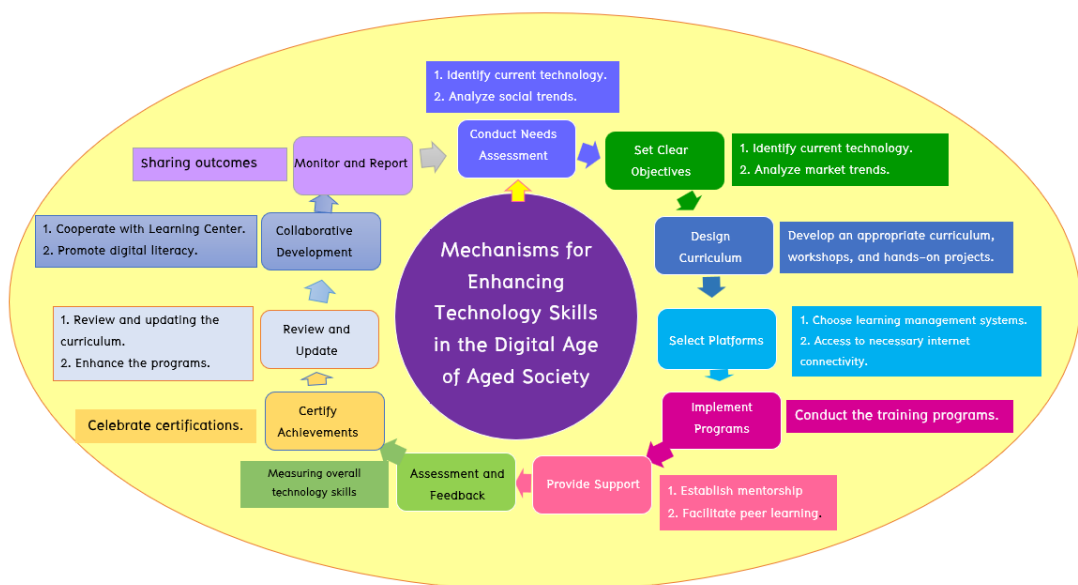 1. Identify current technology.
2. Analyze social trends.
Conduct Needs
Assessment
Set Clear
Objectives
1. Identify current technology.
2. Analyze market trends.
Design
Curriculum
Develop an appropriate curriculum,
workshops, and hands-on projects.
Select Platforms
1. Choose learning management systems.
2. Access to necessary internet
connectivity.
Implement
Programs
Conduct the training programs.
Provide Support
1. Establish mentorship
2. Facilitate peer learning.
Assessment and
Feedback
Measuring overall
technology skills
Certify
Achievements
Celebrate certifications.
Review and
Update
1. Review and updating the
curriculum.
2. Enhance the programs.
Collaborative
Development
1. Cooperate with Learning Center.
2. Promote digital literacy.
Monitor and Report
Sharing outcomes
Mechanisms for
Enhancing
Technology Skills
in the Digital Age
of Aged Society